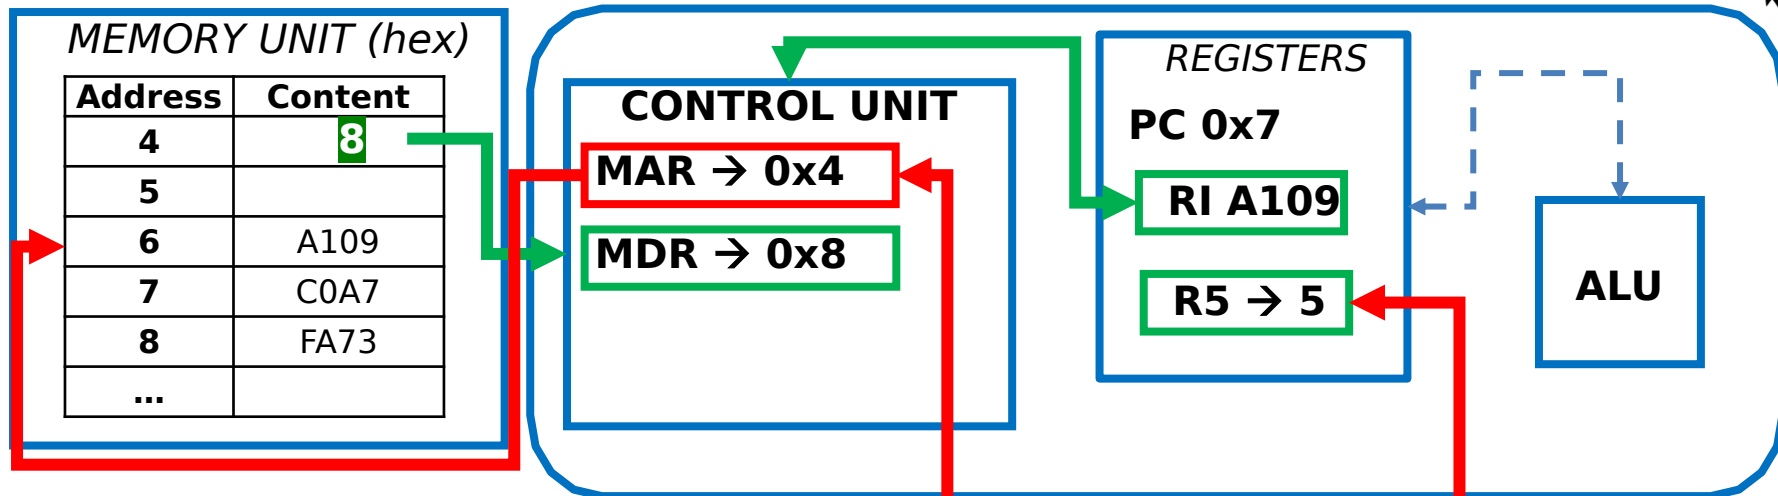 MEMORY UNIT (hex)
Address Content
4 8
5
6 A109
7 C0A7
8 FA73
...
CONTROL UNIT
MAR → 0x4
MDR → 0x8
REGISTERS
PC 0x7
RI A109
R5 → 5
ALU